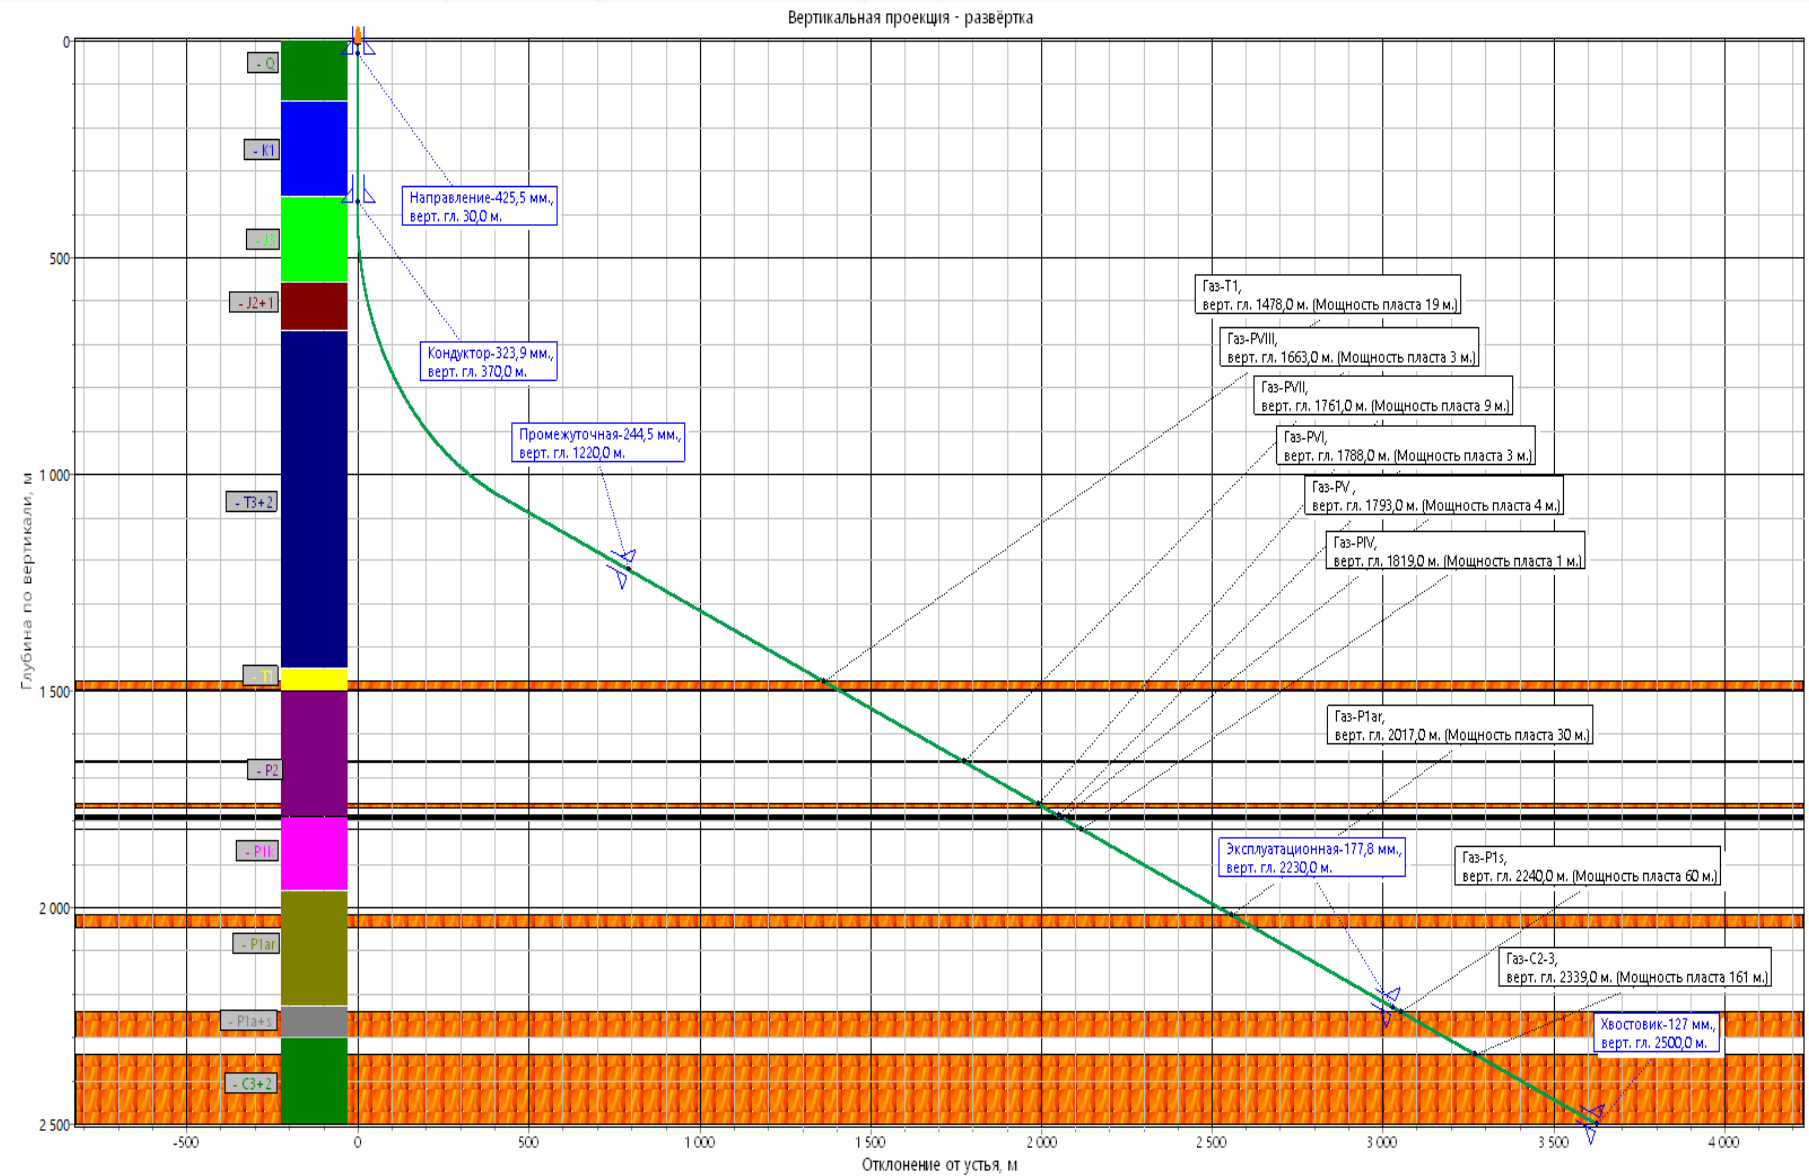 Вертикальная проекция - развёртка
0
- Q
- K1
Направление-425,5 мм.,
верт. гл. 30,0 м.
- J3
500
Газ-T1,
верт. гл. 1478,0 м. (Мощность пласта 19 м.)
- J2+1
Газ-PVIII,
верт. гл. 1663,0 м. (Мощность пласта 3 м.)
Кондуктор-323,9 мм.,
верт. гл. 370,0 м.
Газ-PVII,
верт. гл. 1761,0 м. (Мощность пласта 9 м.)
Промежуточная-244,5 мм.,
верт. гл. 1220,0 м.
Газ-PVI,
верт. гл. 1788,0 м. (Мощность пласта 3 м.)
1 000
Газ-PV ,
верт. гл. 1793,0 м. (Мощность пласта 4 м.)
- T3+2
Газ-PIV,
верт. гл. 1819,0 м. (Мощность пласта 1 м.)
Глубина по вертикали, м
- T1
1 500
Газ-P1ar,
верт. гл. 2017,0 м. (Мощность пласта 30 м.)
- P2
- P1k
Эксплуатационная-177,8 мм.,
верт. гл. 2230,0 м.
Газ-P1s,
верт. гл. 2240,0 м. (Мощность пласта 60 м.)
2 000
- P1ar
Газ-C2-3,
верт. гл. 2339,0 м. (Мощность пласта 161 м.)
- P1a+s
Хвостовик-127 мм.,
верт. гл. 2500,0 м.
- C3+2
2 500
-500
0
500
1 000
1 500
2 000
2 500
3 000
3 500
4 000
Отклонение от устья, м